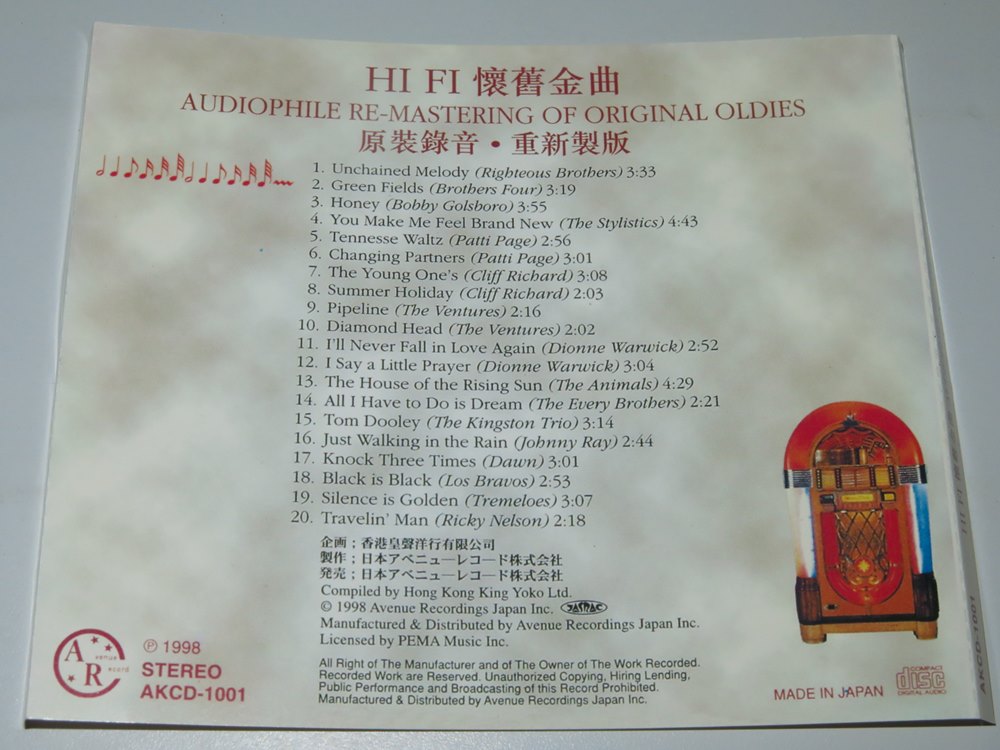 HI FI 懷舊金曲
AUDIOPHILE RE-MASTERING OF ORIGINAL OLDIES
原裝錄音・重新製版
1. Unchained Melody (Righteous Brothers) 3:33
2. Green Fields (Brothers Four) 3:19
3. Honey (Bobby Golsboro) 3:55
4. You Make Me Feel Brand New (The Stylistics) 4:43
5. Tennesse Waltz (Patti Page) 2:56
6. Changing Partners (Patti Page) 3:01
7. The Young One's (Cliff Richard) 3:08
8. Summer Holiday (Cliff Richard) 2:03
9. Pipeline (The Ventures) 2:16
10. Diamond Head (The Ventures) 2:02
11. I'll Never Fall in Love Again (Dionne Warwick) 2:52
12. I Say a Little Prayer (Dionne Warwick) 3:04
13. The House of the Rising Sun (The Animals) 4:29
14. All I Have to Do is Dream (The Every Brothers) 2:21
15. Tom Dooley (The Kingston Trio) 3:14
16. Just Walking in the Rain (Johnny Ray) 2:44
17. Knock Three Times (Dawn) 3:01
18. Black is Black (Los Bravos) 2:53
19. Silence is Golden (Tremeloes) 3:07
20. Travelin' Man (Ricky Nelson) 2:18
企画；香港皇聲洋行有限公司
製作；日本アベニューレコード株式会社
発売；日本アベニューレコード株式会社
Compiled by Hong Kong King Yoko Ltd.
© 1998 Avenue Recordings Japan Inc. JASRAC
Manufactured & Distributed by Avenue Recordings Japan Inc.
Licensed by PEMA Music Inc.
All Right of The Manufacturer and of The Owner of The Work Recorded.
Recorded Work are Reserved. Unauthorized Copying, Hiring Lending,
Public Performance and Broadcasting of this Record Prohibited.
Manufactured & Distributed by Avenue Recordings Japan Inc.
Avenue
Record
℗ 1998
STEREO
AKCD-1001
MADE IN JAPAN
COMPACT
disc
DIGITAL AUDIO
AKCD-1001